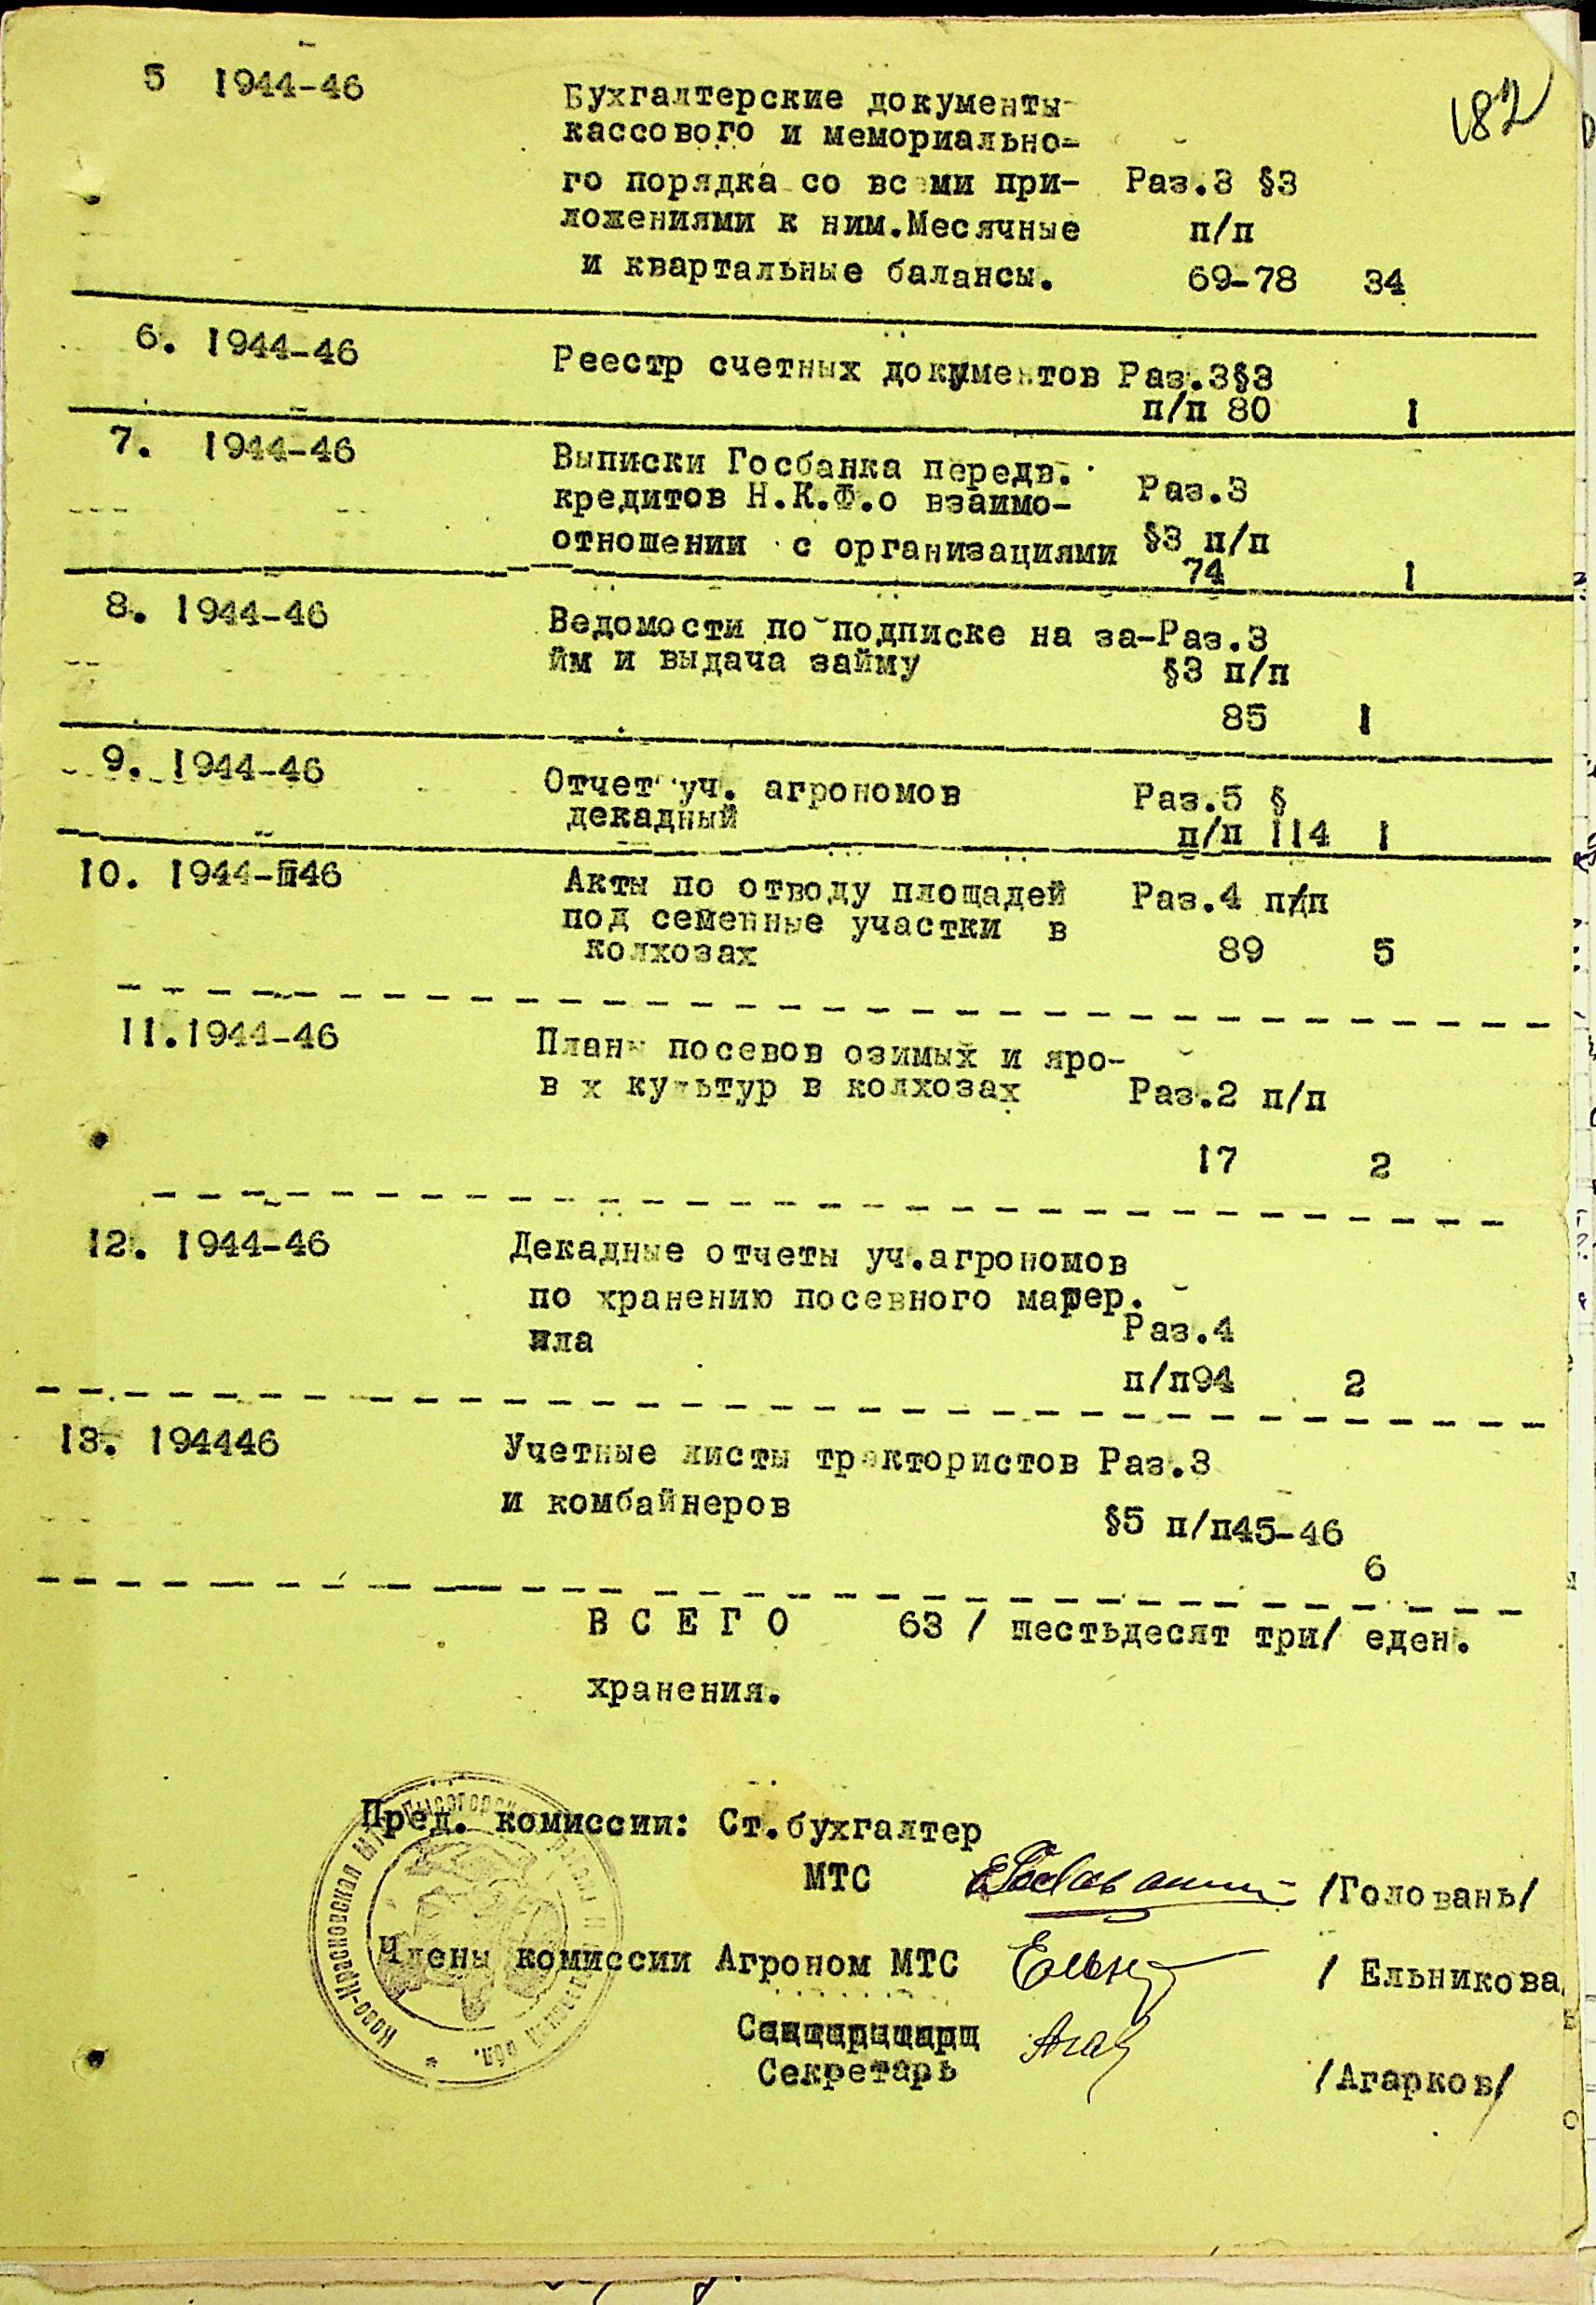 182
5 1944-46 Бухгалтерские документы
кассового и мемориально-
го порядка со всеми при- Раз.3 §3
ложениями к ним.Месячные п/п
и квартальные балансы. 69-78 34
6. 1944-46 Реестр счетных документов Раз.3§3
п/п 80 1
7. 1944-46 Выписки Госбанка передв.
кредитов Н.К.Ф.о взаимо- Раз.3
отношении с организациями §3 п/п
74 1
8. 1944-46 Ведомости по подписке на за-Раз.3
йм и выдача займу §3 п/п
85 1
9. 1944-46 Отчет уч. агрономов Раз.5 §
декадный п/п 114 1
10. 1944-46 Акты по отводу площадей Раз.4 п/п
под семенные участки в
колхозах 89 5
11.1944-46 Планы посевов озимых и яро-
в х культур в колхозах Раз.2 п/п
17 2
12. 1944-46 Декадные отчеты уч.агрономов
по хранению посевного матер.
ила Раз.4
п/п94 2
13. 194446 Учетные листы трактористов Раз.3
и комбайнеров §5 п/п45-46
6
В С Е Г О 63 / шестьдесят три/ еден.
хранения.
Пред. комиссии: Ст.бухгалтер
МТС /Головань/
Члены комиссии Агроном МТС / Ельникова
Секретарь /Агарков/
Ново-Красновская обл.